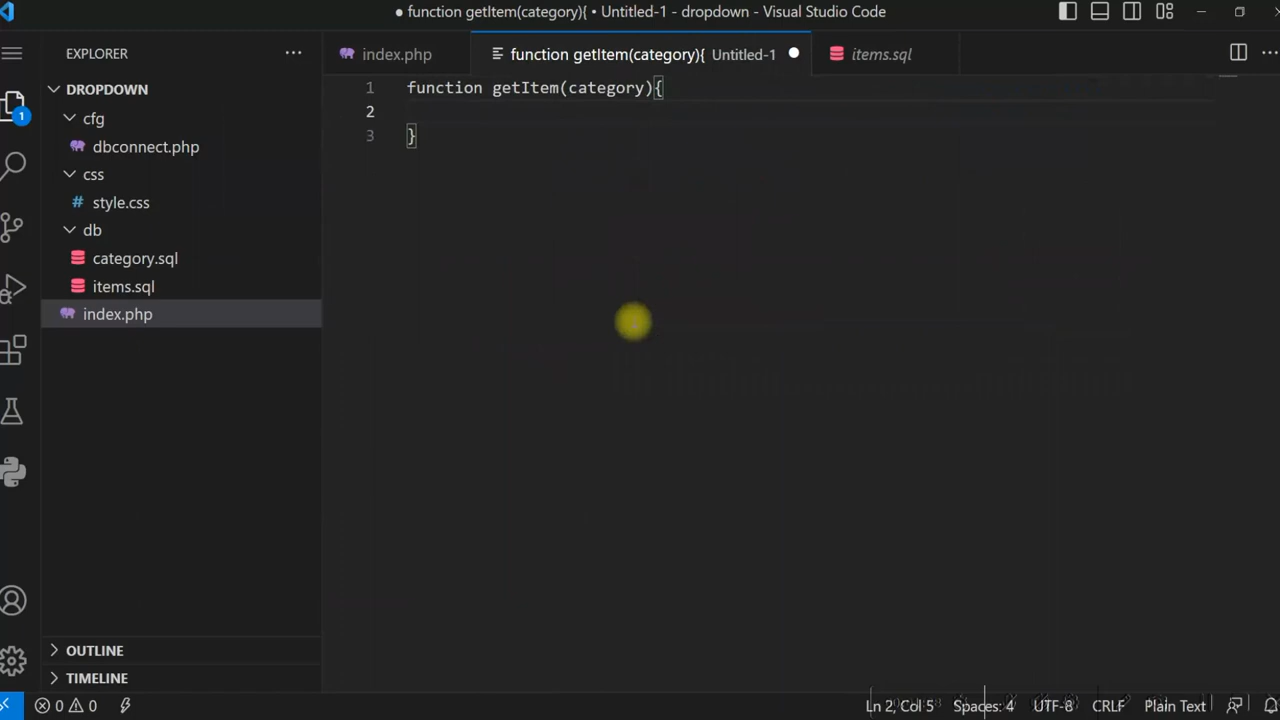 ● function getItem(category){ • Untitled-1 - dropdown - Visual Studio Code
EXPLORER
index.php
function getItem(category){ Untitled-1
items.sql
DROPDOWN
cfg
dbconnect.php
css
# style.css
db
category.sql
items.sql
index.php
1
OUTLINE
TIMELINE
1 function getItem(category){
2
3 }
0 0
Ln 2, Col 5
Spaces: 4
UTF-8
CRLF
Plain Text